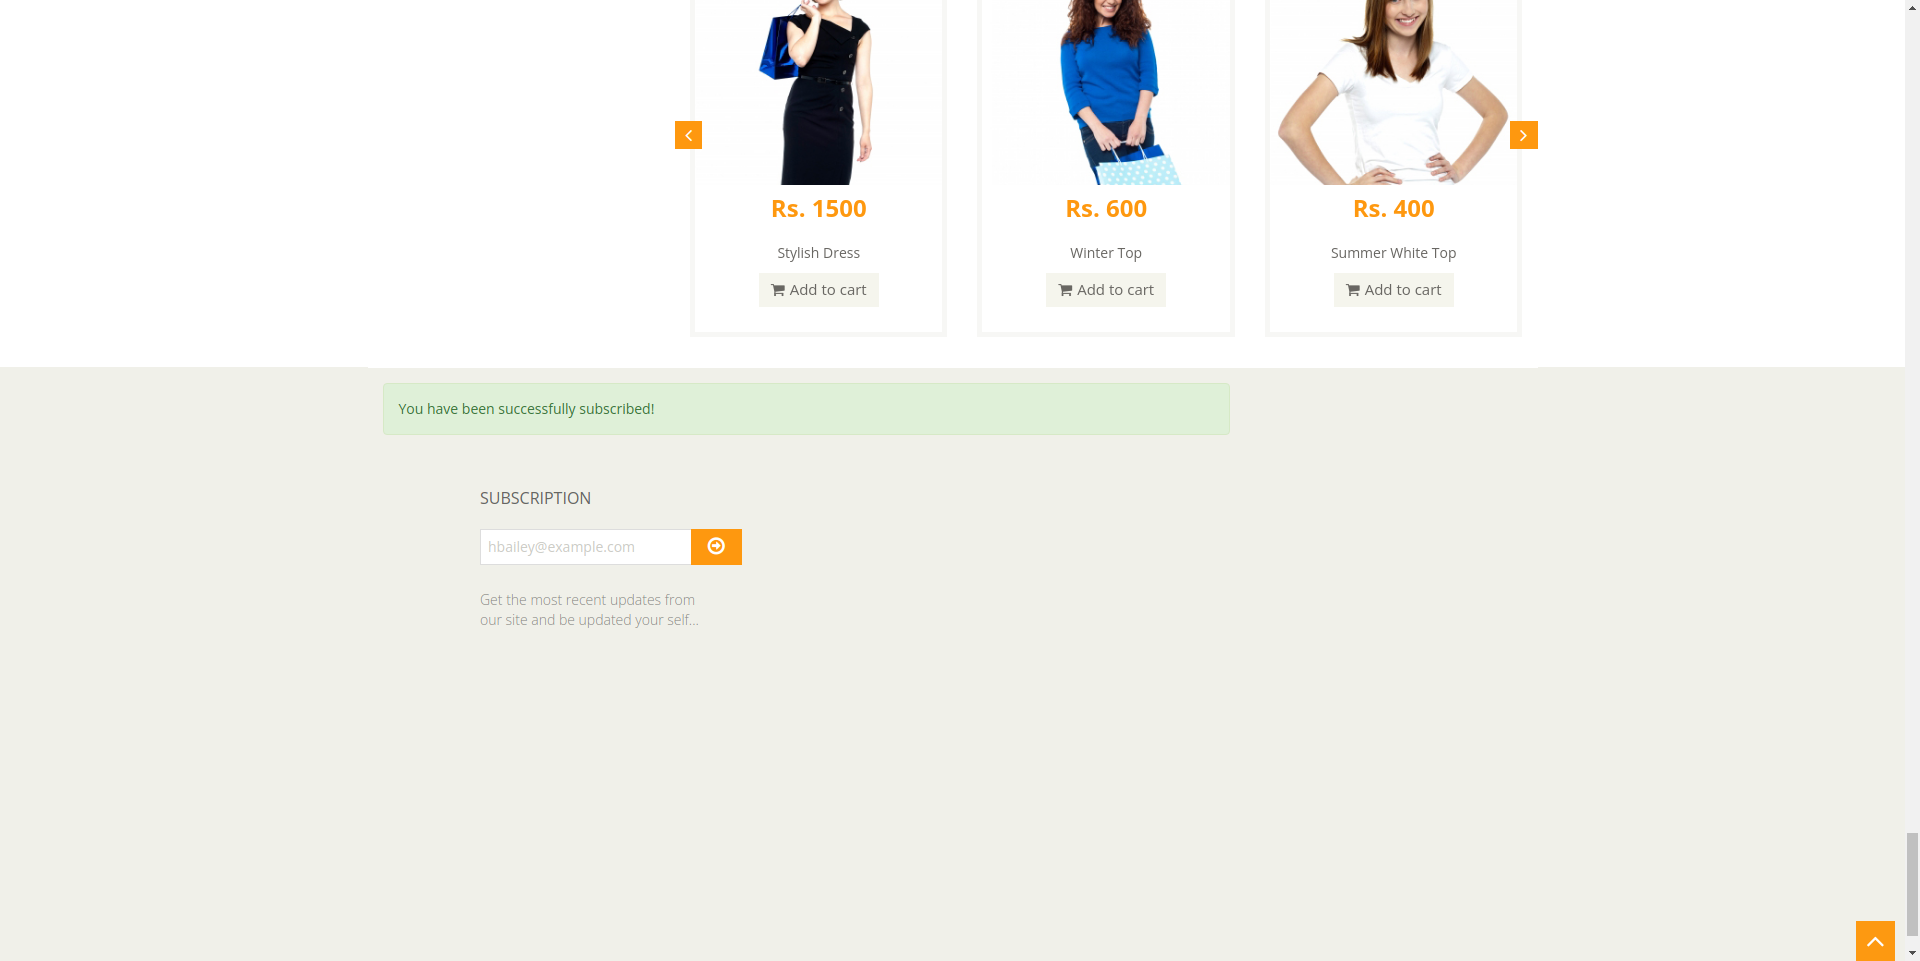 Rs. 1500
Stylish Dress
Add to cart
Rs. 600
Winter Top
Add to cart
Rs. 400
Summer White Top
Add to cart
You have been successfully subscribed!
SUBSCRIPTION
hbailey@example.com
Get the most recent updates from
our site and be updated your self...